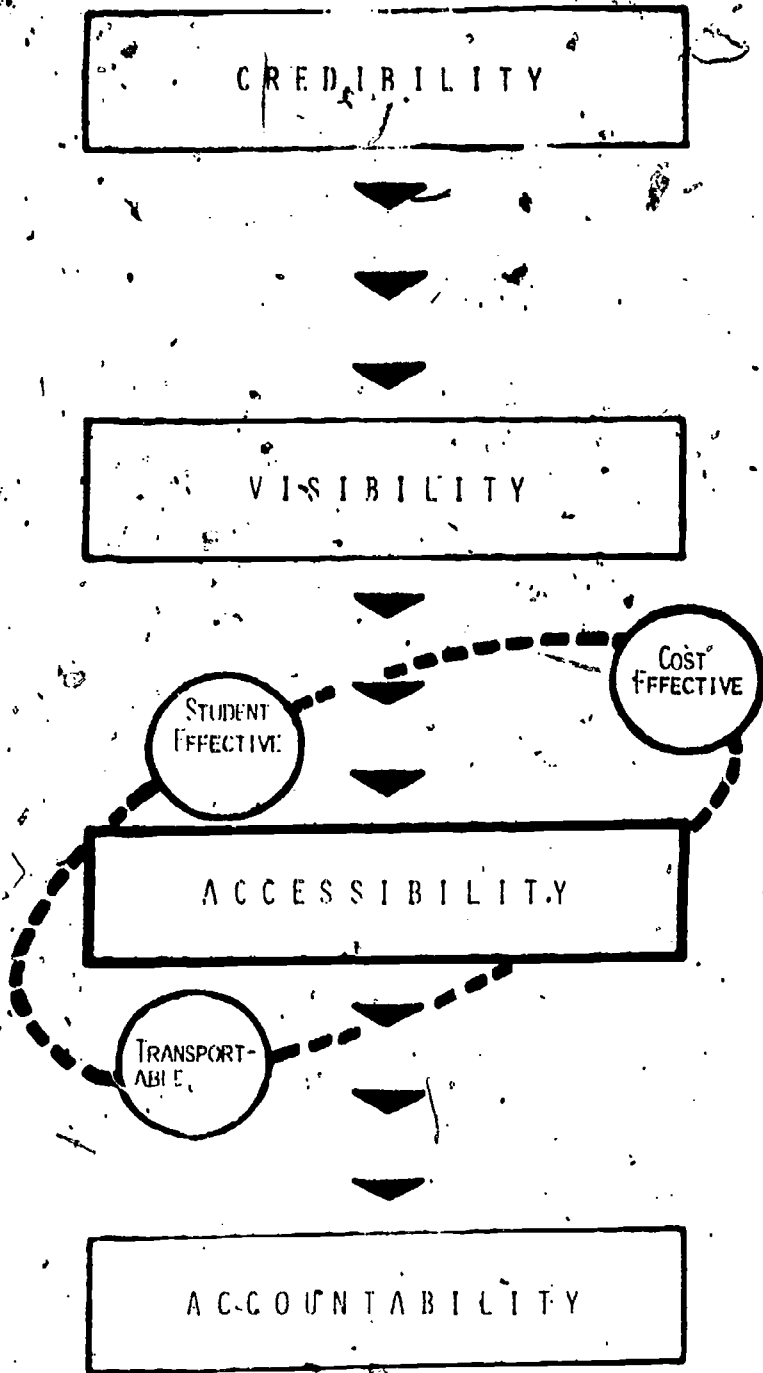 CREDIBILITY
VISIBILITY
COST
EFFECTIVE
STUDENT
EFFECTIVE
ACCESSIBILITY
TRANSPORT-
ABLE
ACCOUNTABILITY